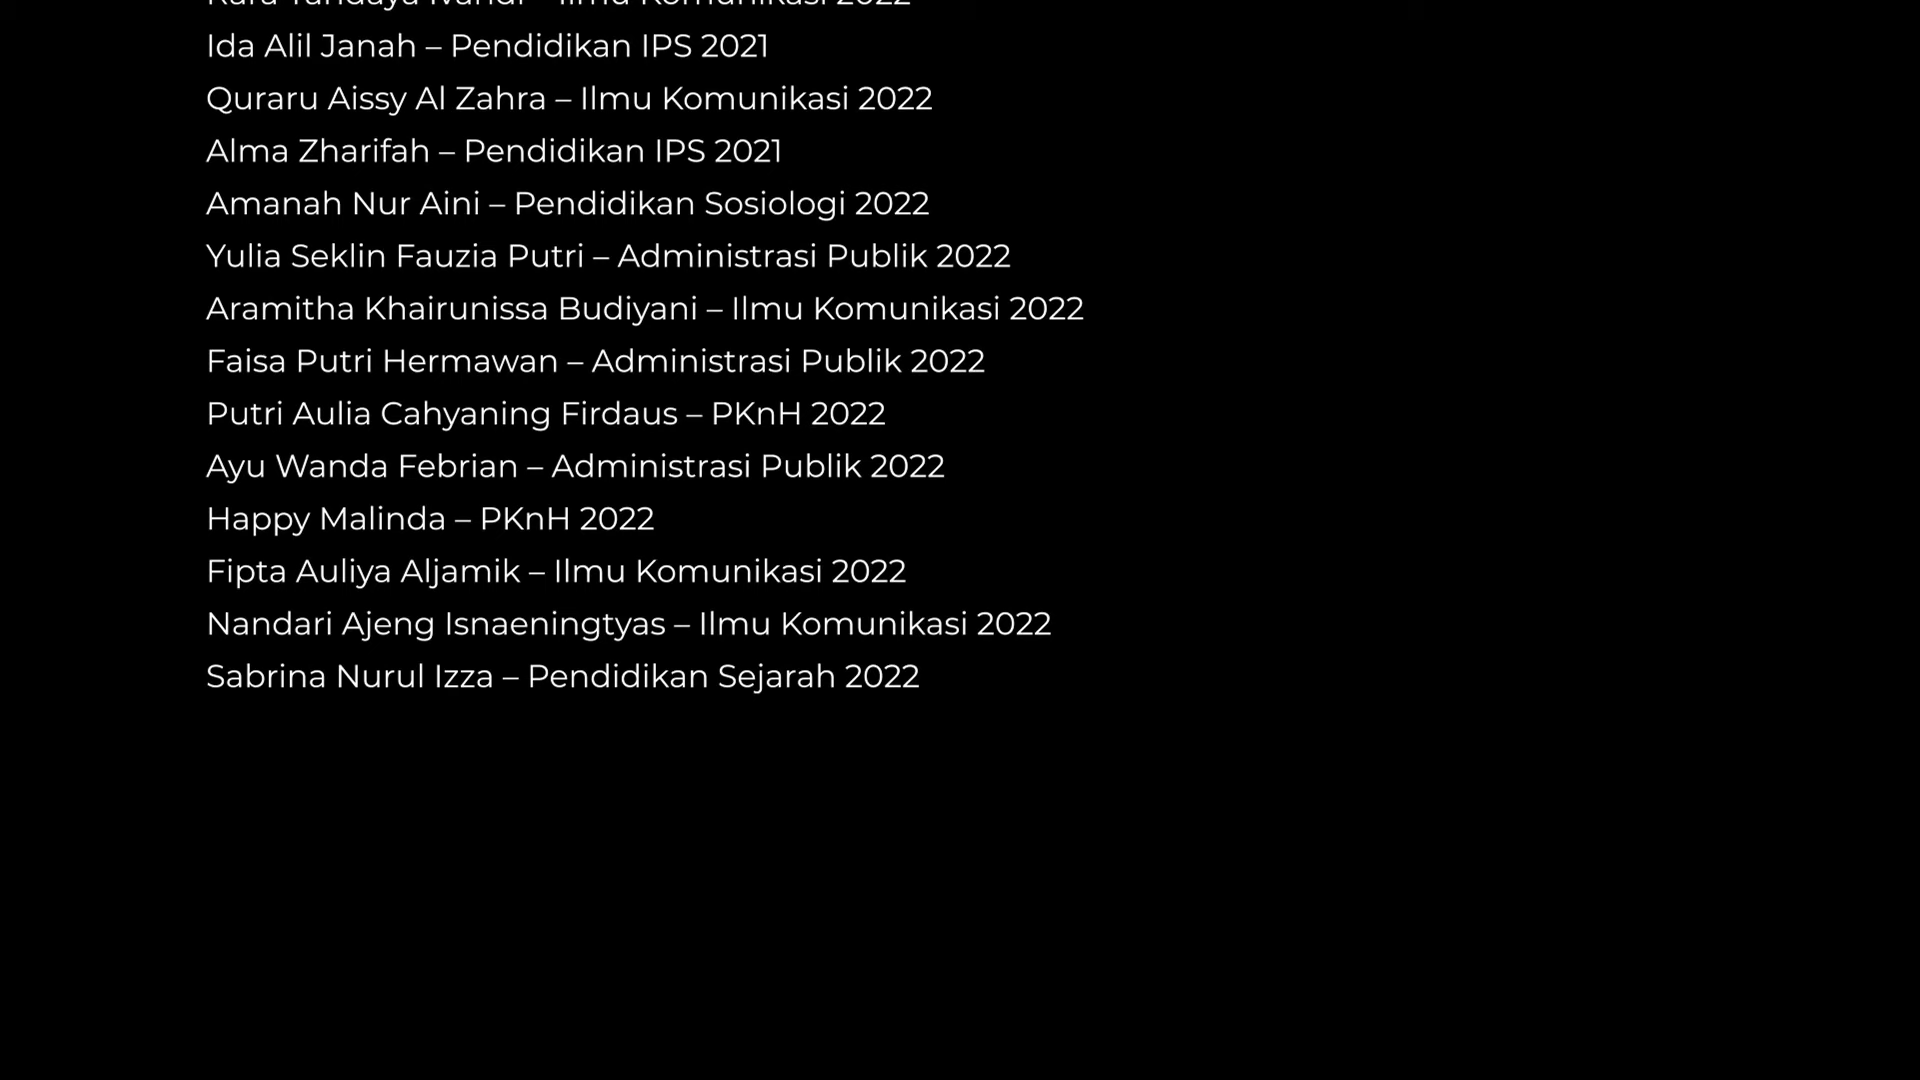 Ilmu Komunikasi 2022
Ida Alil Janah – Pendidikan IPS 2021
Quraru Aissy Al Zahra – Ilmu Komunikasi 2022
Alma Zharifah – Pendidikan IPS 2021
Amanah Nur Aini – Pendidikan Sosiologi 2022
Yulia Seklin Fauzia Putri – Administrasi Publik 2022
Aramitha Khairunissa Budiyani – Ilmu Komunikasi 2022
Faisa Putri Hermawan – Administrasi Publik 2022
Putri Aulia Cahyaning Firdaus – PKnH 2022
Ayu Wanda Febrian – Administrasi Publik 2022
Happy Malinda – PKnH 2022
Fipta Auliya Aljamik – Ilmu Komunikasi 2022
Nandari Ajeng Isnaeningtyas – Ilmu Komunikasi 2022
Sabrina Nurul Izza – Pendidikan Sejarah 2022